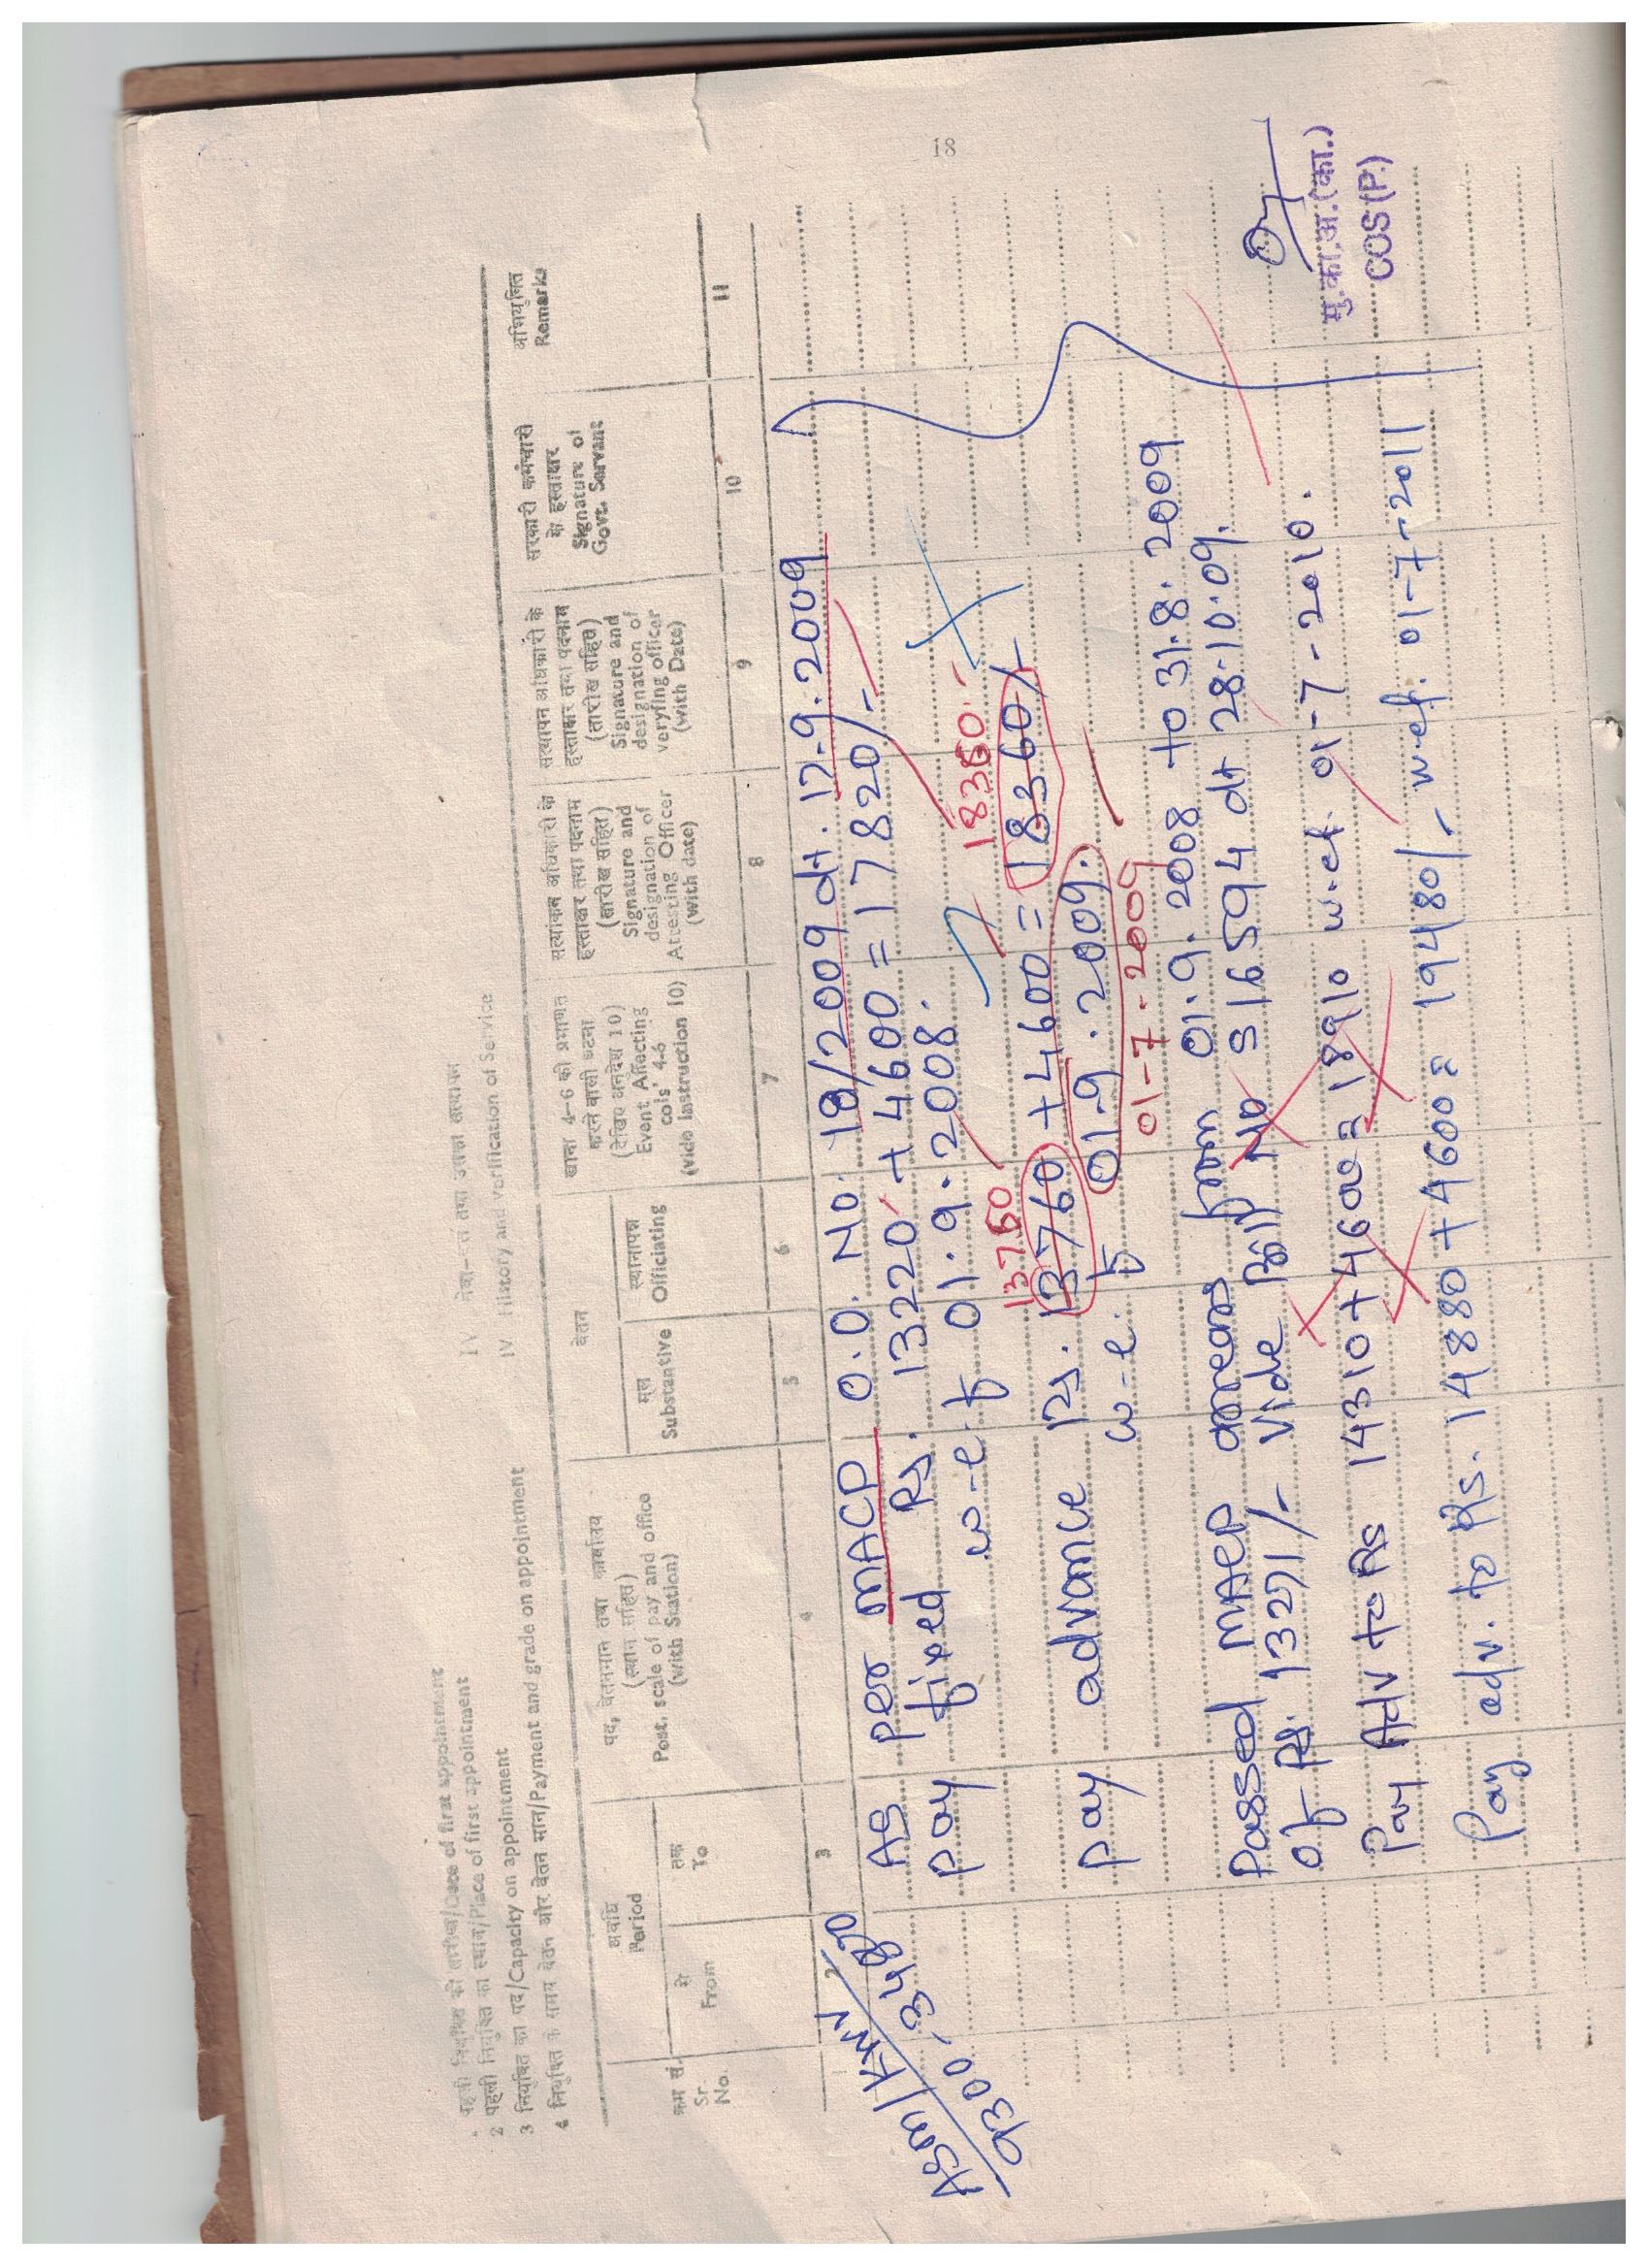 18
IV सेवा-वृत्त तथा उसका सत्यापन
IV History and verification of Service
1 पहली नियुक्ति की तारीख/Date of first appointment
2 पहली नियुक्ति का स्थान/Place of first appointment
3 नियुक्ति का पद/Capacity on appointment
4 नियुक्ति के समय वेतन और वेतन मान/Payment and grade on appointment
क्रम सं.
Sr.
No.
अवधि
Period
से
From
तक
To
पद, वेतनमान तथा कार्यालय
(स्थान सहित)
Post, scale of pay and office
(with Station)
वेतन
मूल
Substantive
स्थानापन्न
Officiating
खाना 4-6 को प्रमाणित
करने वाली घटना
(देखिए अनुदेश 10)
Event Affecting
cols' 4-6
(vide instruction 10)
सत्यांकन अधिकारी के
हस्ताक्षर तथा पदनाम
(तारीख सहित)
Signature and
designation of
Attesting Officer
(with date)
सत्यापन अधिकारी के
हस्ताक्षर तथा पदनाम
(तारीख सहित)
Signature and
designation of
veryfing officer
(with Date)
सरकारी कर्मचारी
के हस्ताक्षर
Signature of
Govt. Servant
अभियुक्ति
Remarks
1 2 3 4 5 6 7 8 9 10 11
ASM/KWV
9300,34800
As per MACP O.O. No. 18/2009 dt. 17.9.2009
pay fixed Rs. 13220 + 4600 = 17820/-
w-e.f 01.9.2008.
13760 18360-
pay advance Rs. 13760 + 4600 = 18360/-
w-e.f 01.9.2009.
01-7-2009
Passed MACP arrears from 01.9.2008 to 31.8.2009
of Rs. 13271/- Vide Bill No S16594 dt 28.10.09.
Pay Adv to Rs 14310 + 4600 = 18910 w.e.f. 01-7-2010.
Pay adv. to Rs. 14880 + 4600 = 19480/- w.e.f. 01-7-2011
मु.का.अ.(का.)
COS(P.)